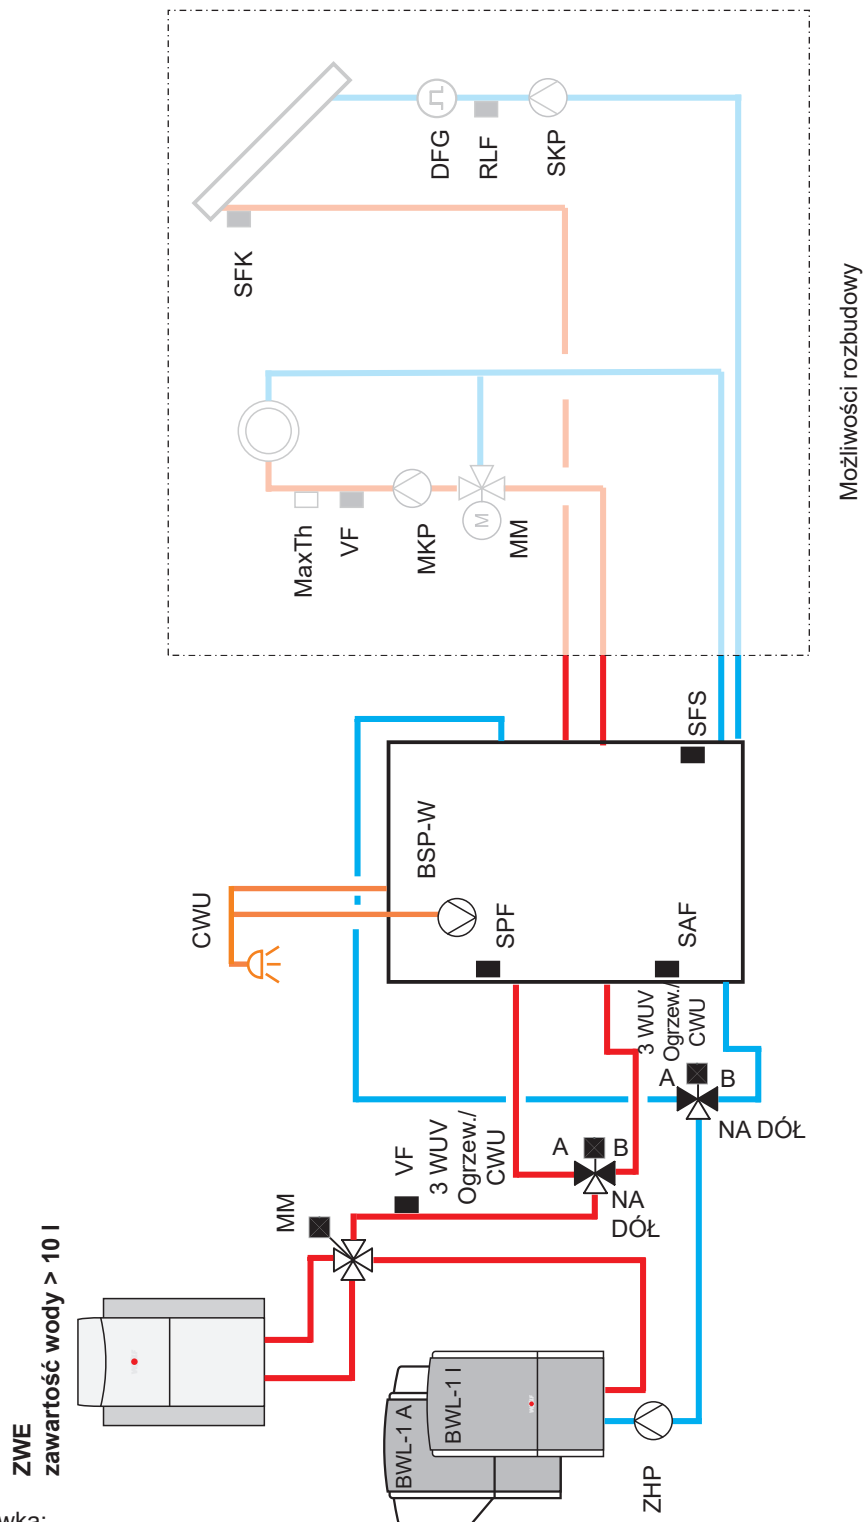 wka:
ZWE
zawartość wody > 10 l
MM
VF
3 WUV
Ogrzew./
CWU
A
B
NA
DÓŁ
BWL-1 A
BWL-1 I
ZHP
CWU
BSP-W
SPF
SAF
SFS
3 WUV
Ogrzew./
CWU
A
B
NA DÓŁ
MaxTh
VF
MKP
MM
M
SFK
DFG
RLF
SKP
Możliwości rozbudowy